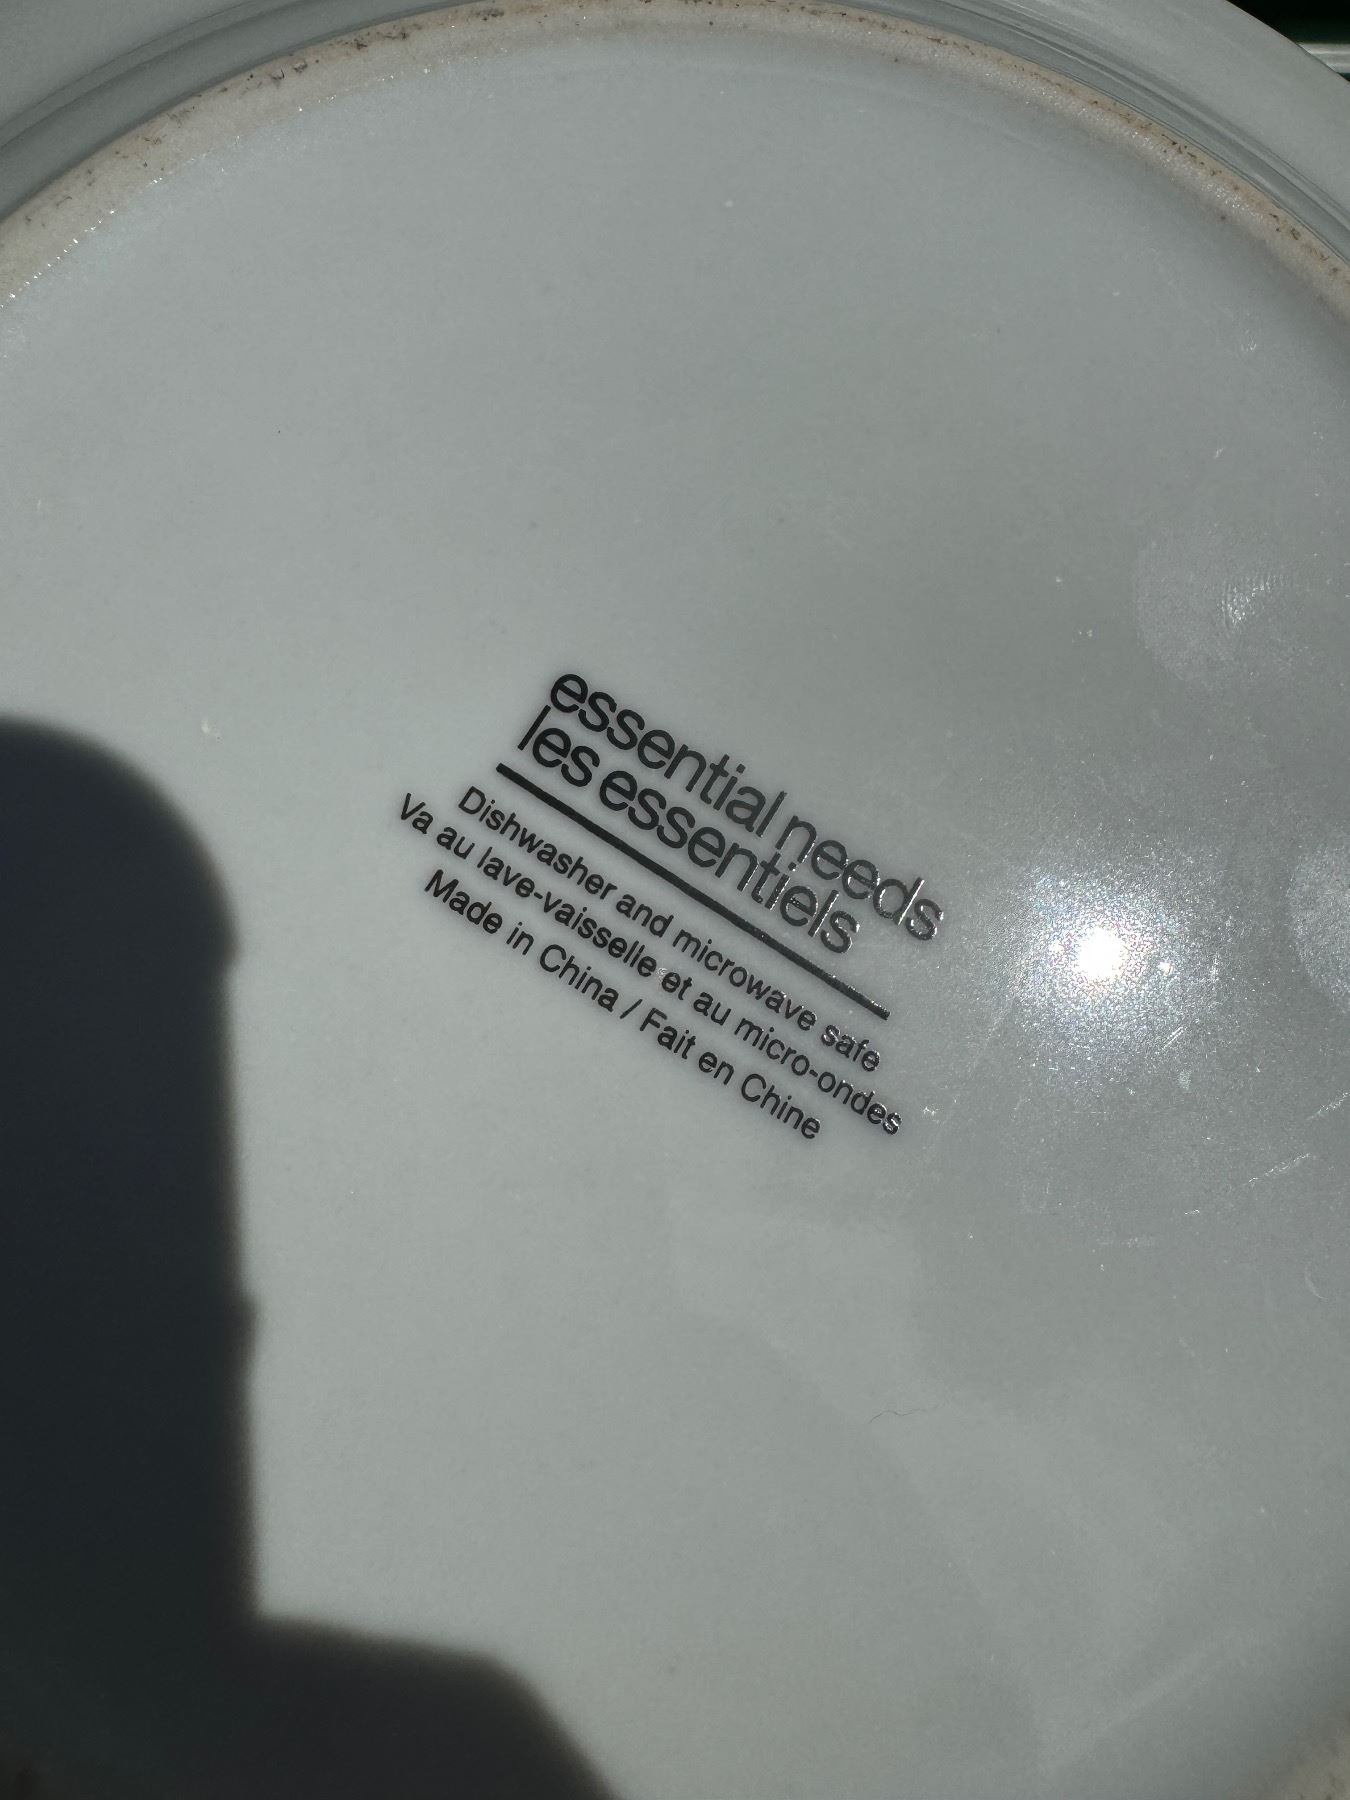 essential needs
les essentiels
Dishwasher and microwave safe
Va au lave-vaisselle et au micro-ondes
Made in China / Fait en Chine